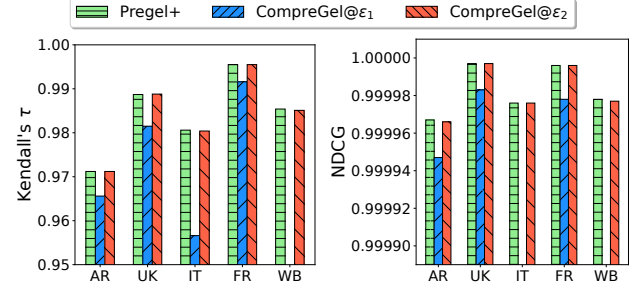 Pregel+ CompreGel@ε₁ CompreGel@ε₂
Kendall's τ
1.00
0.99
0.98
0.97
0.96
0.95
AR UK IT FR WB
NDCG
1.00000
0.99998
0.99996
0.99994
0.99992
0.99990
AR UK IT FR WB